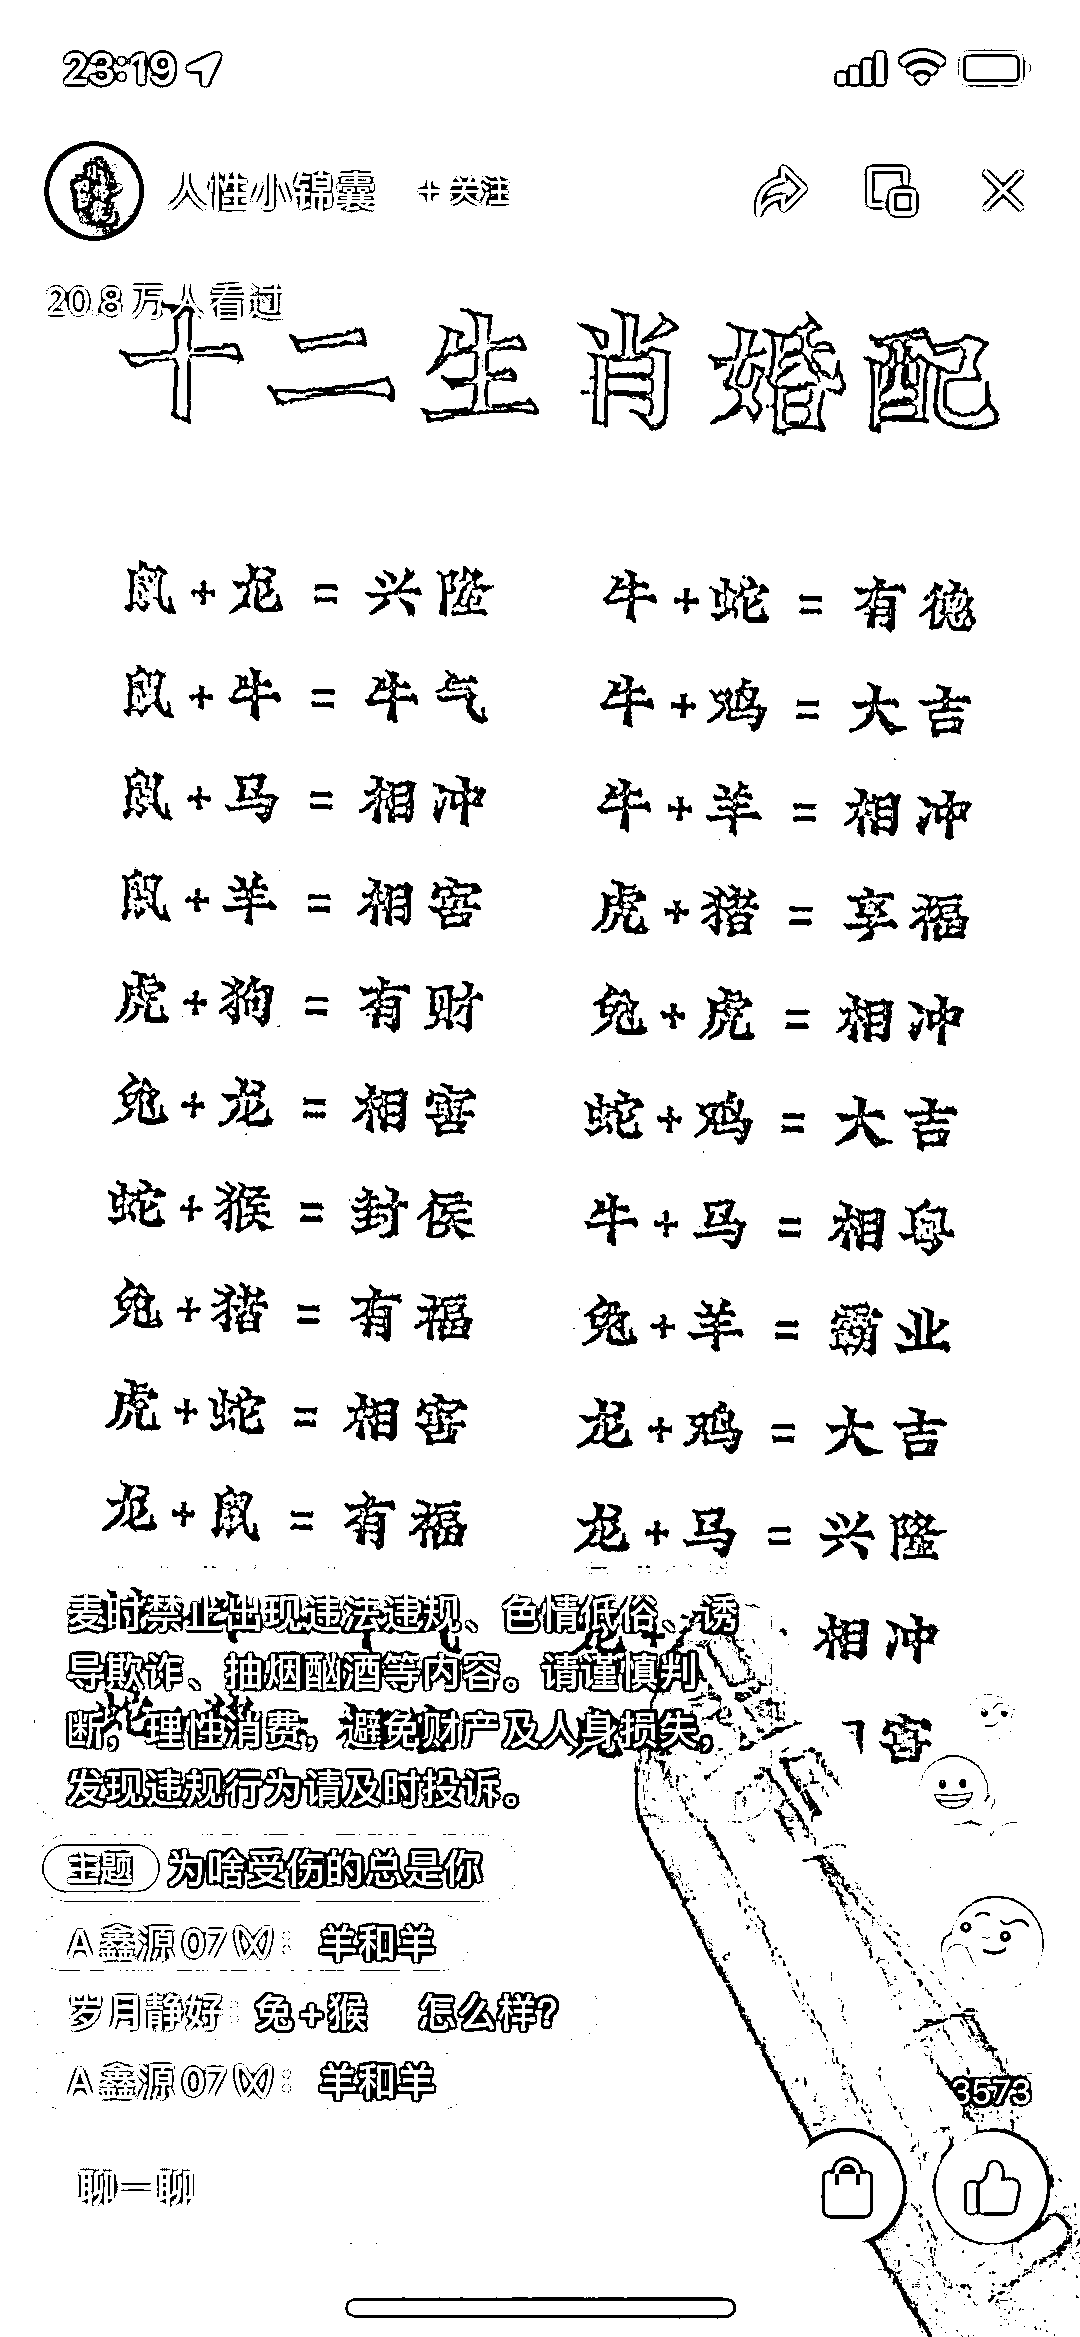 23:19
人性小锦囊 + 关注
20.8 万人看过
十二生肖婚配
鼠+龙 = 兴隆
牛+蛇 = 有德
鼠+牛 = 牛气
牛+鸡 = 大吉
鼠+马 = 相冲
牛+羊 = 相冲
鼠+羊 = 相害
虎+猪 = 享福
虎+狗 = 有财
兔+虎 = 相冲
兔+龙 = 相害
蛇+鸡 = 大吉
蛇+猴 = 封侯
牛+马 = 相
兔+猪 = 有福
兔+羊 = 霸业
虎+蛇 = 相害
龙+鸡 = 大吉
龙+鼠 = 有福
龙+马 = 兴隆
龙+ 相冲
害
麦时禁止出现违法违规、色情低俗、诱
导欺诈、抽烟酗酒等内容。请谨慎判
断，理性消费，避免财产及人身损失，
发现违规行为请及时投诉。
主题 为啥受伤的总是你
A 鑫源 07： 羊和羊
岁月静好： 兔+猴 怎么样?
A 鑫源 07： 羊和羊
3573
聊一聊